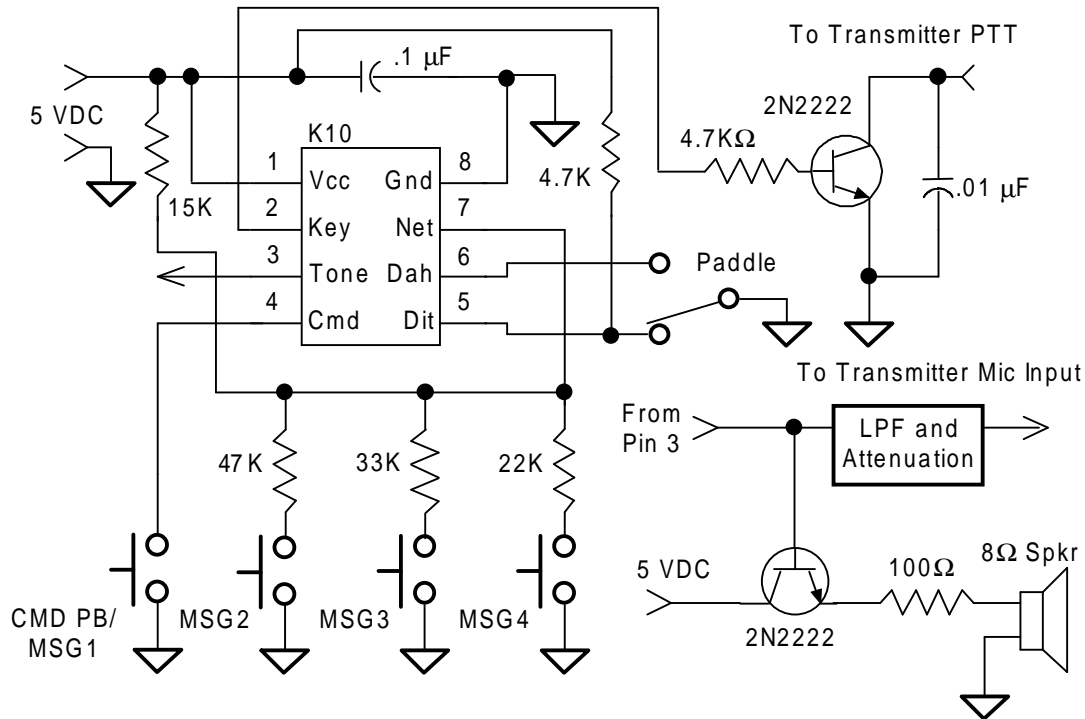 To Transmitter PTT
.1 µF
2N2222
5 VDC
K10
4.7KΩ
1
8
Vcc
Gnd
4.7K
.01 µF
15K
2
7
Key
Net
3
6
Tone
Dah
Paddle
4
5
Cmd
Dit
To Transmitter Mic Input
From
Pin 3
LPF and
Attenuation
47K
33K
22K
5 VDC
100Ω
8Ω Spkr
CMD PB/
MSG1
MSG2
MSG3
MSG4
2N2222